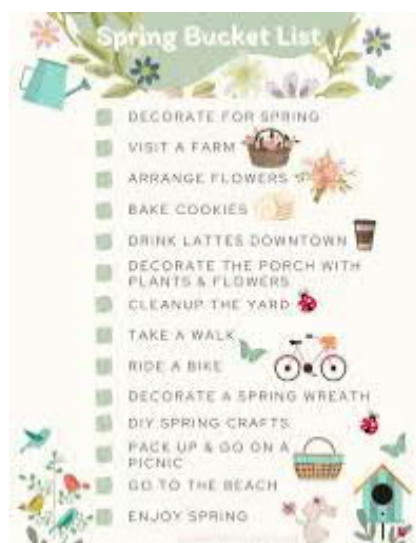 Spring Bucket List
DECORATE FOR SPRING
VISIT A FARM
ARRANGE FLOWERS
BAKE COOKIES
DRINK LATTES DOWNTOWN
DECORATE THE PORCH WITH
PLANTS & FLOWERS
CLEANUP THE YARD
TAKE A WALK
RIDE A BIKE
DECORATE A SPRING WREATH
DIY SPRING CRAFTS
PACK UP & GO ON A
PICNIC
GO TO THE BEACH
ENJOY SPRING